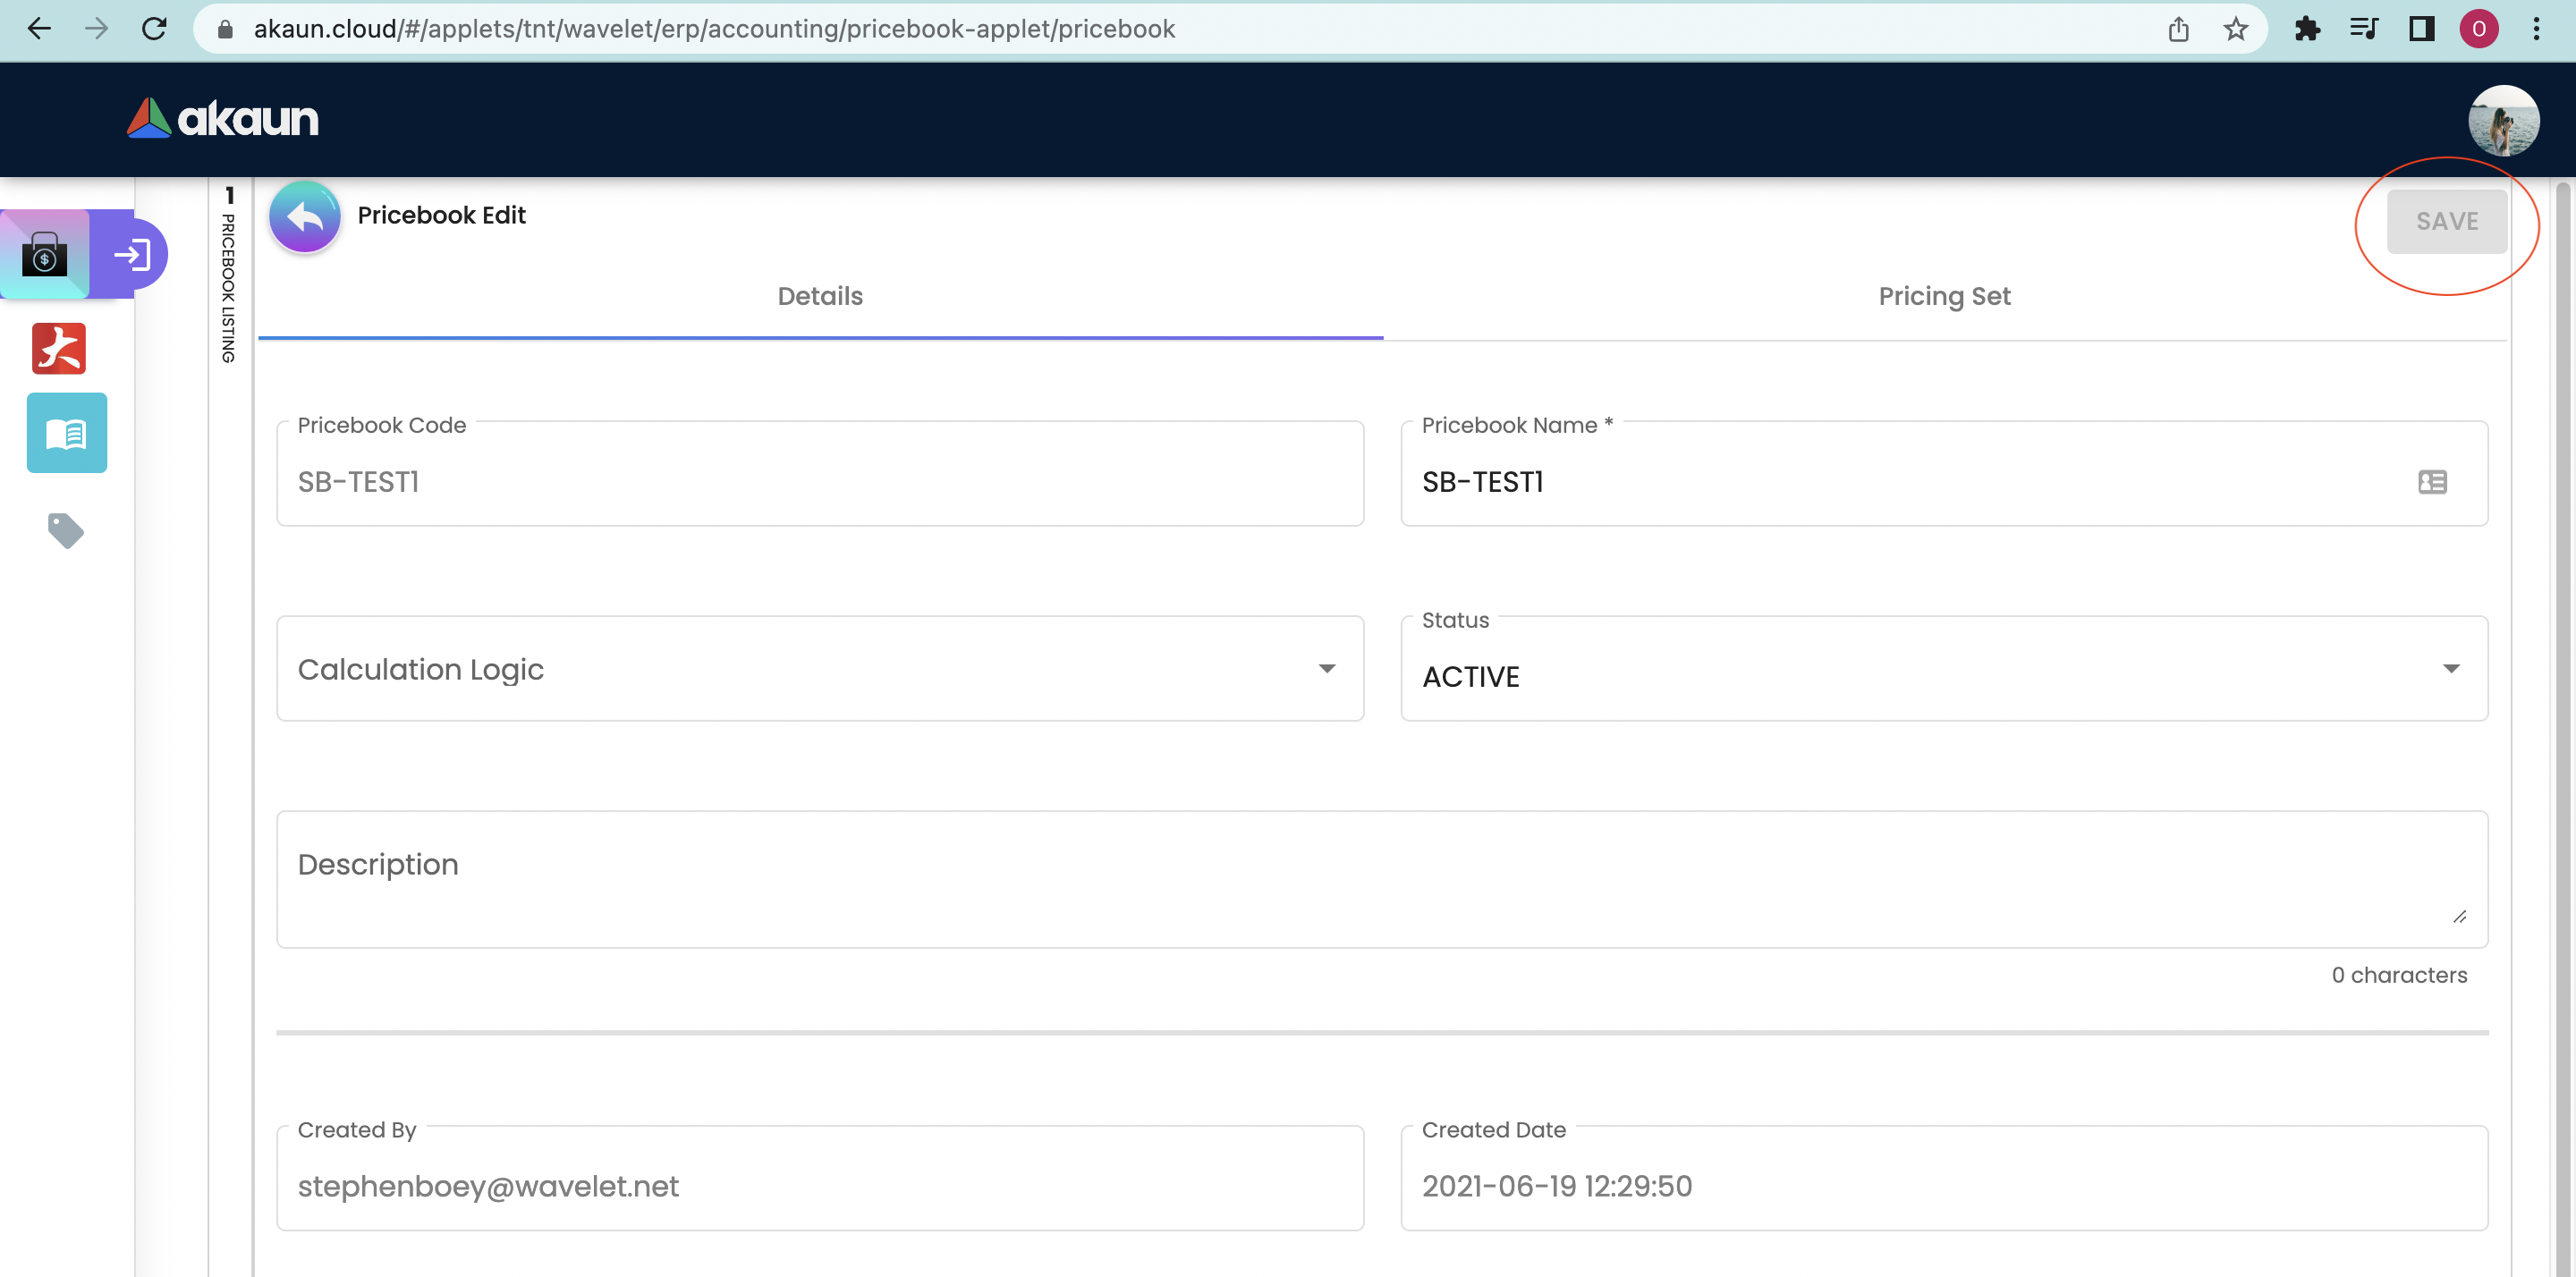 akaun.cloud/#/applets/tnt/wavelet/erp/accounting/pricebook-applet/pricebook
O
akaun
1 PRICEBOOK LISTING
Pricebook Edit
SAVE
Details
Pricing Set
Pricebook Code
SB-TEST1
Pricebook Name *
SB-TEST1
Calculation Logic
Status
ACTIVE
Description
0 characters
Created By
stephenboey@wavelet.net
Created Date
2021-06-19 12:29:50